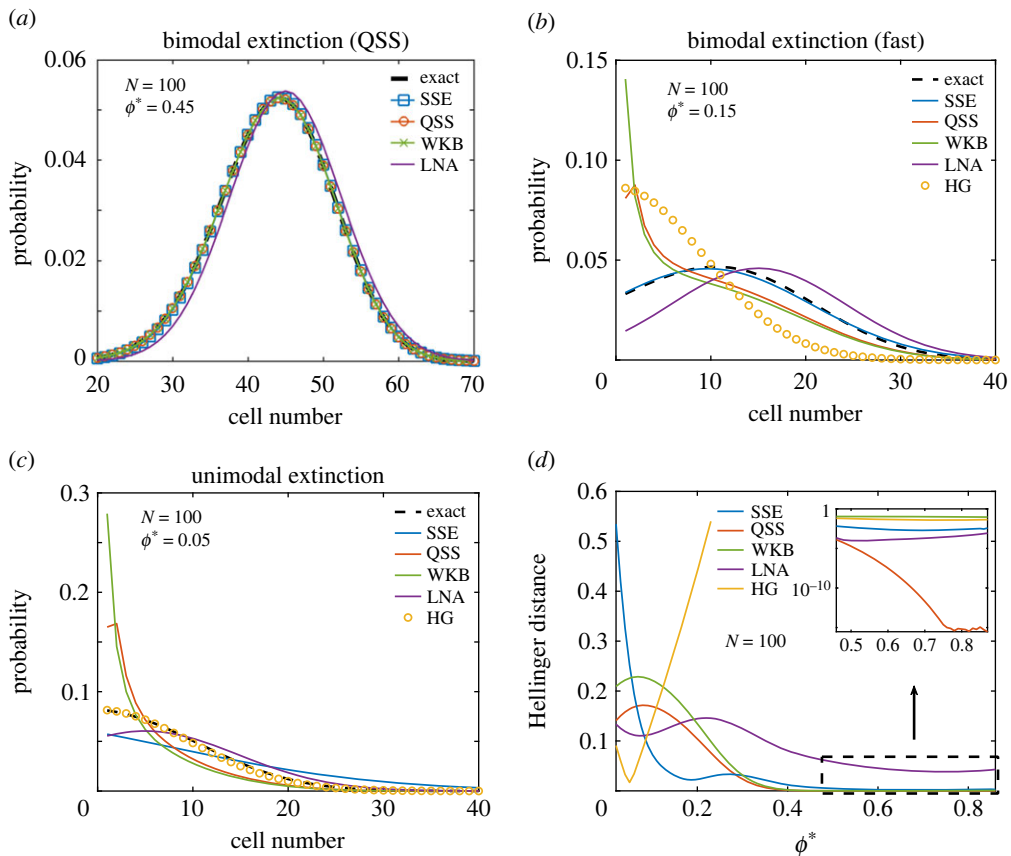 (a)
bimodal extinction (QSS)
N = 100
ϕ* = 0.45
exact
SSE
QSS
WKB
LNA
probability
0.06
0.04
0.02
0
20 30 40 50 60 70
cell number
(b)
bimodal extinction (fast)
N = 100
ϕ* = 0.15
exact
SSE
QSS
WKB
LNA
HG
probability
0.15
0.10
0.05
0 10 20 30 40
cell number
(c)
unimodal extinction
N = 100
ϕ* = 0.05
exact
SSE
QSS
WKB
LNA
HG
probability
0.3
0.2
0.1
0 10 20 30 40
cell number
(d)
SSE
QSS
WKB
LNA
HG
N = 100
Hellinger distance
0.6
0.5
0.4
0.3
0.2
0.1
0 0.2 0.4 0.6 0.8
ϕ*
1
10⁻¹⁰
0.5 0.6 0.7 0.8